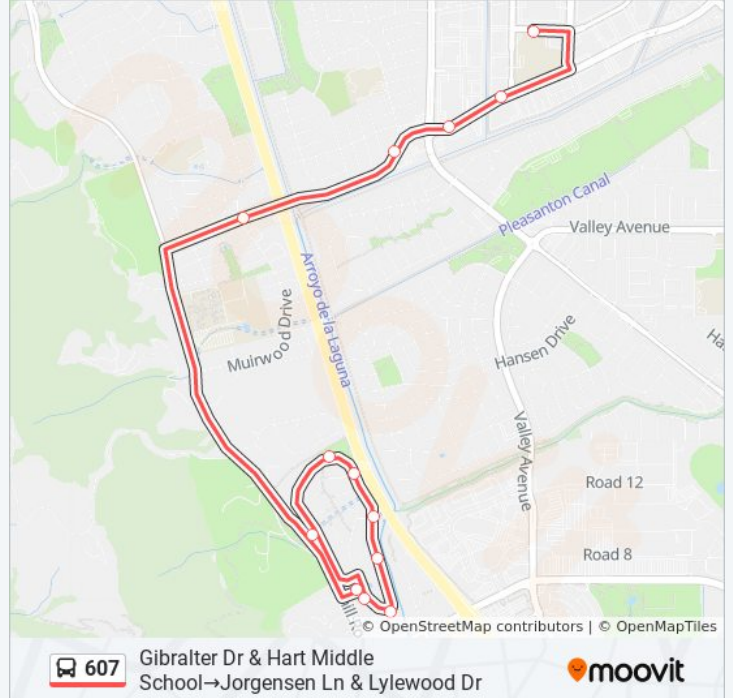 Pleasanton Canal
Valley Avenue
Arroyo de la Laguna
Muirwood Drive
Hansen Drive
Ha
Valley Avenue
Road 12
Road 8
© OpenStreetMap contributors | © OpenMapTiles
607
Gibralter Dr & Hart Middle
School→Jorgensen Ln & Lylewood Dr
moovit